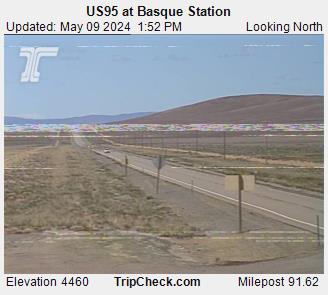 US95 at Basque Station
Updated: May 09 2024 1:52 PM Looking North
Elevation 4460 TripCheck.com Milepost 91.62